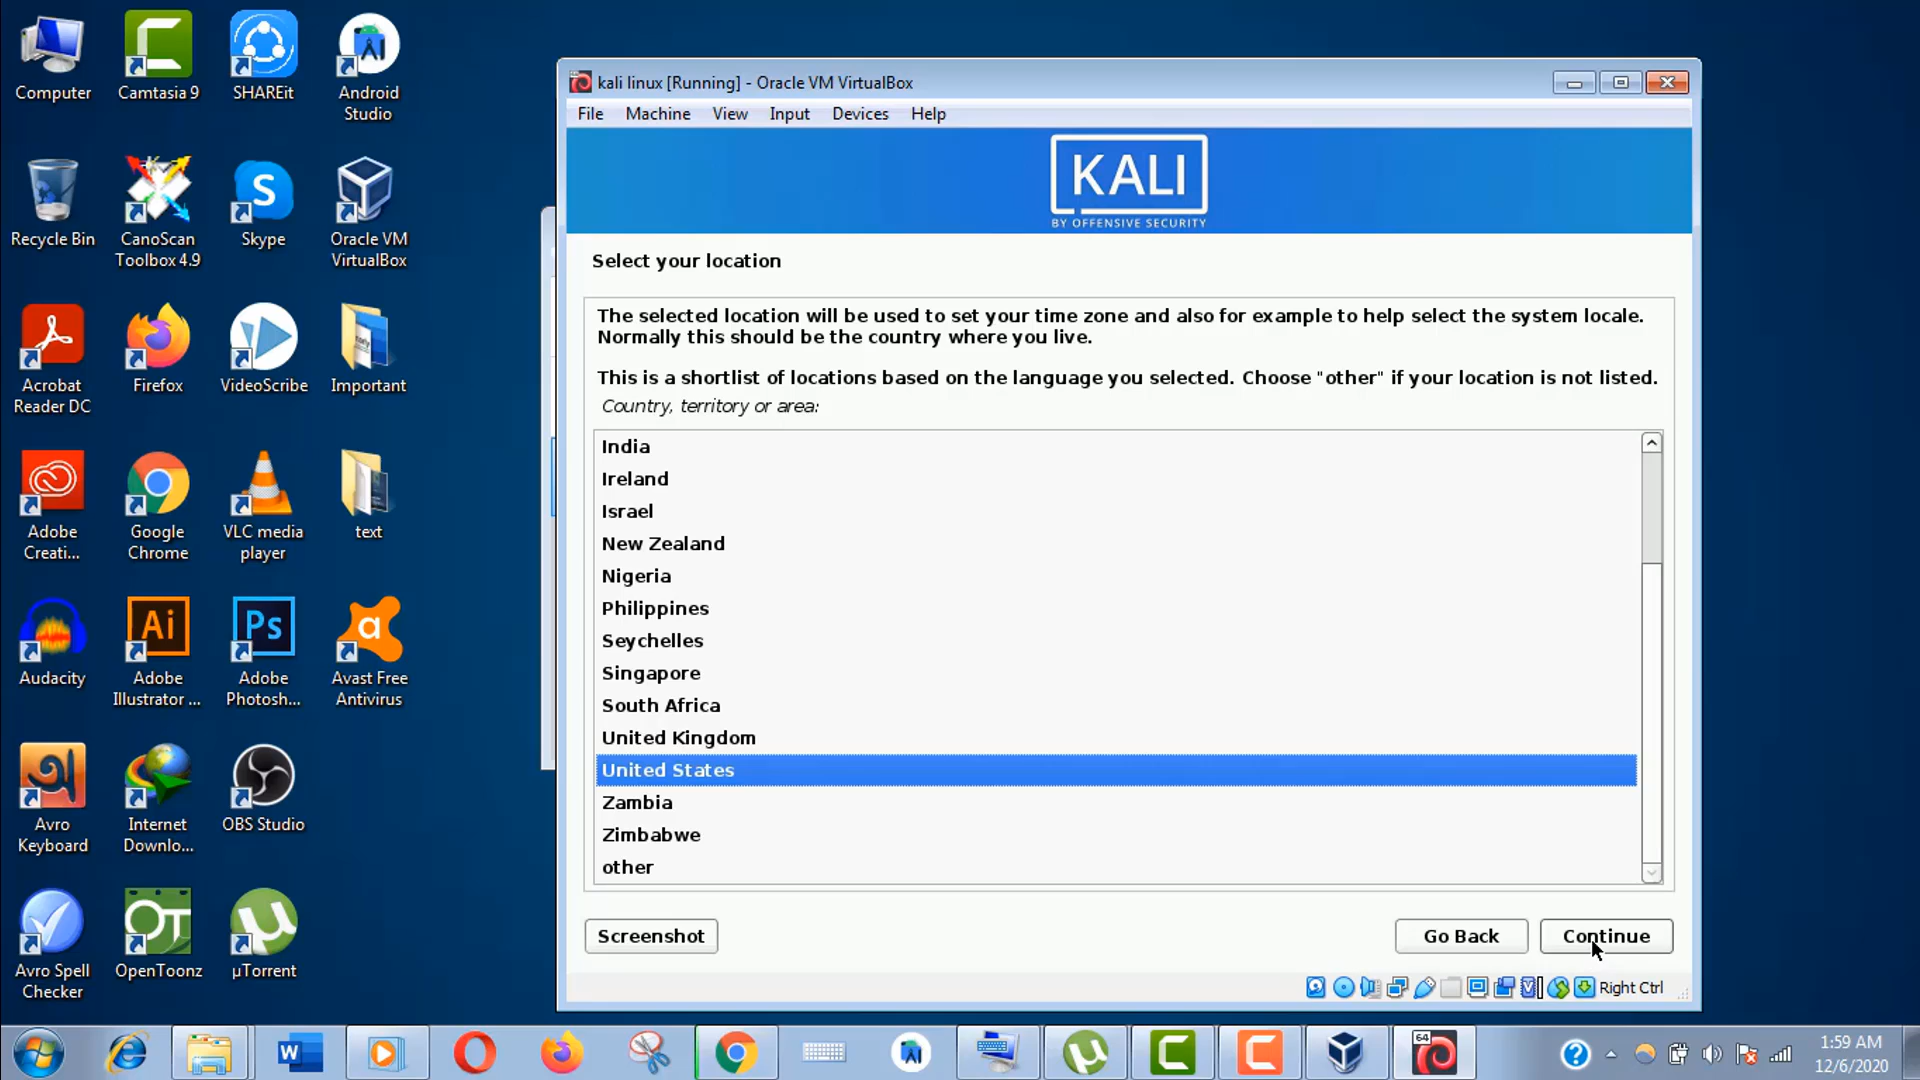 Computer
Camtasia 9
SHAREit
Android
Studio
Recycle Bin
CanoScan
Toolbox 4.9
Skype
Oracle VM
VirtualBox
Acrobat
Reader DC
Firefox
VideoScribe
Important
Adobe
Creati...
Google
Chrome
VLC media
player
text
Audacity
Ai
Adobe
Illustrator ...
Ps
Adobe
Photosh...
Avast Free
Antivirus
Avro
Keyboard
Internet
Downlo...
OBS Studio
Avro Spell
Checker
OpenToonz
µTorrent
kali linux [Running] - Oracle VM VirtualBox
File Machine View Input Devices Help
KALI
BY OFFENSIVE SECURITY
Select your location
The selected location will be used to set your time zone and also for example to help select the system locale.
Normally this should be the country where you live.
This is a shortlist of locations based on the language you selected. Choose "other" if your location is not listed.
Country, territory or area:
India
Ireland
Israel
New Zealand
Nigeria
Philippines
Seychelles
Singapore
South Africa
United Kingdom
United States
Zambia
Zimbabwe
other
Screenshot
Go Back
Continue
Right Ctrl
64
1:59 AM
12/6/2020